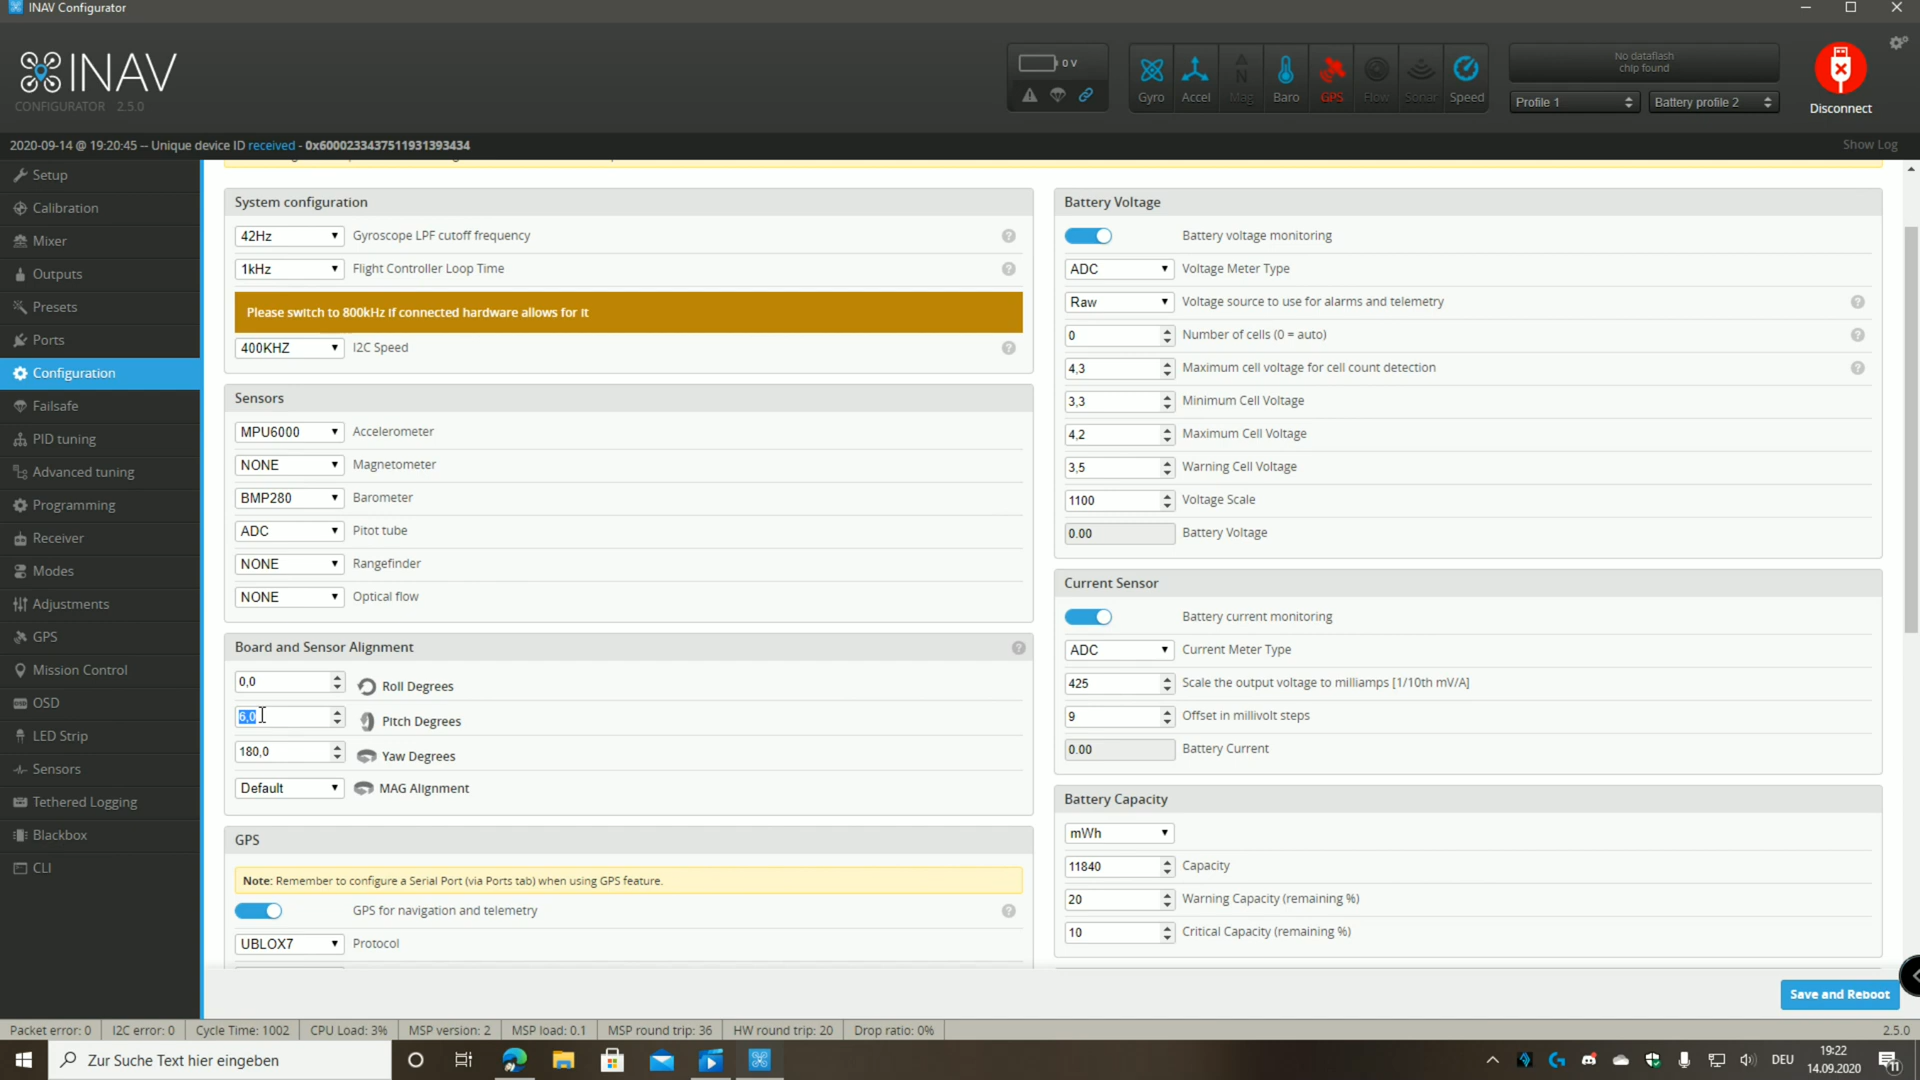 INAV Configurator
INAV
CONFIGURATOR 2.5.0
0 V
Gyro
Accel
Mag
Baro
GPS
Flow
Sonar
Speed
No dataflash
chip found
Profile 1
Battery profile 2
Disconnect
2020-09-14 @ 19:20:45 -- Unique device ID received - 0x6000233437511931393434
Show Log
Setup
Calibration
Mixer
Outputs
Presets
Ports
Configuration
Failsafe
PID tuning
Advanced tuning
Programming
Receiver
Modes
Adjustments
GPS
Mission Control
OSD
LED Strip
Sensors
Tethered Logging
Blackbox
CLI
System configuration
42Hz Gyroscope LPF cutoff frequency
1kHz Flight Controller Loop Time
Please switch to 800kHz if connected hardware allows for it
400KHZ I2C Speed
Sensors
MPU6000 Accelerometer
NONE Magnetometer
BMP280 Barometer
ADC Pitot tube
NONE Rangefinder
NONE Optical flow
Board and Sensor Alignment
0,0 Roll Degrees
6,0 Pitch Degrees
180,0 Yaw Degrees
Default MAG Alignment
GPS
Note: Remember to configure a Serial Port (via Ports tab) when using GPS feature.
GPS for navigation and telemetry
UBLOX7 Protocol
Battery Voltage
Battery voltage monitoring
ADC Voltage Meter Type
Raw Voltage source to use for alarms and telemetry
0 Number of cells (0 = auto)
4,3 Maximum cell voltage for cell count detection
3,3 Minimum Cell Voltage
4,2 Maximum Cell Voltage
3,5 Warning Cell Voltage
1100 Voltage Scale
0.00 Battery Voltage
Current Sensor
Battery current monitoring
ADC Current Meter Type
425 Scale the output voltage to milliamps [1/10th mV/A]
9 Offset in millivolt steps
0.00 Battery Current
Battery Capacity
mWh
11840 Capacity
20 Warning Capacity (remaining %)
10 Critical Capacity (remaining %)
Save and Reboot
Packet error: 0 I2C error: 0 Cycle Time: 1002 CPU Load: 3% MSP version: 2 MSP load: 0.1 MSP round trip: 36 HW round trip: 20 Drop ratio: 0% 2.5.0
Zur Suche Text hier eingeben
DEU
19:22
14.09.2020
11